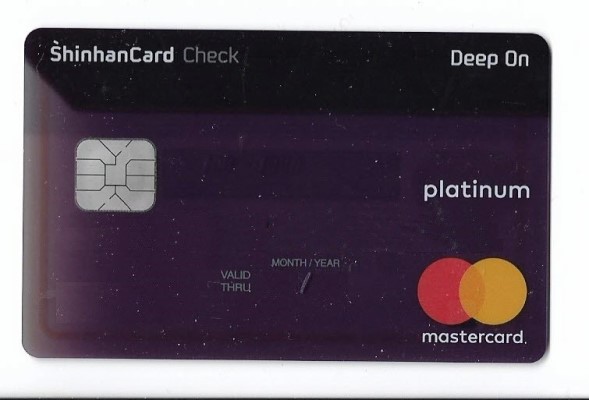 ShinhanCard Check
Deep On
platinum
MONTH / YEAR
VALID
THRU
/
mastercard.